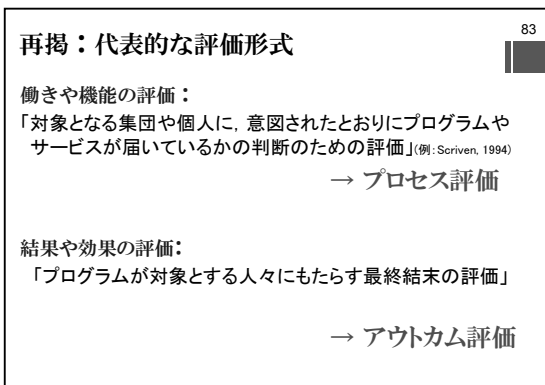 83
再掲：代表的な評価形式
働きや機能の評価：
「対象となる集団や個人に，意図されたとおりにプログラムや
サービスが届いているかの判断のための評価」(例：Scriven, 1994)
→ プロセス評価
結果や効果の評価：
「プログラムが対象とする人々にもたらす最終結末の評価」
→ アウトカム評価